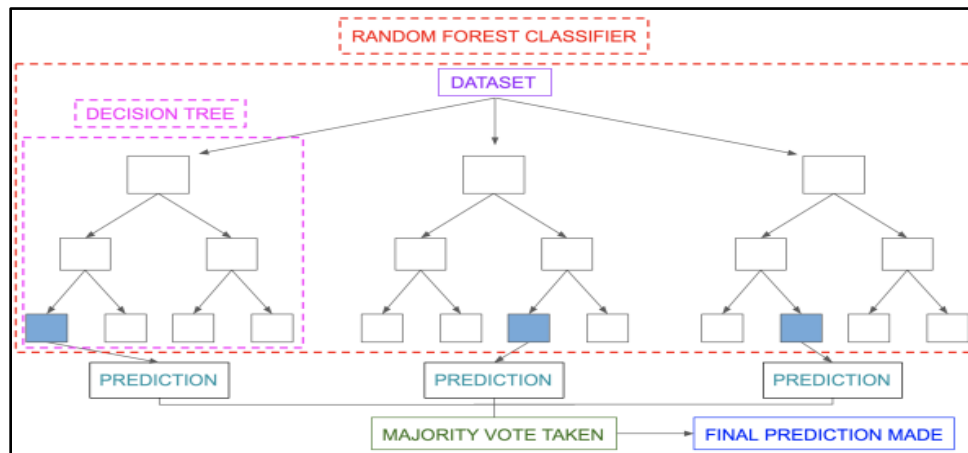 RANDOM FOREST CLASSIFIER
DATASET
DECISION TREE
PREDICTION
PREDICTION
PREDICTION
MAJORITY VOTE TAKEN
FINAL PREDICTION MADE